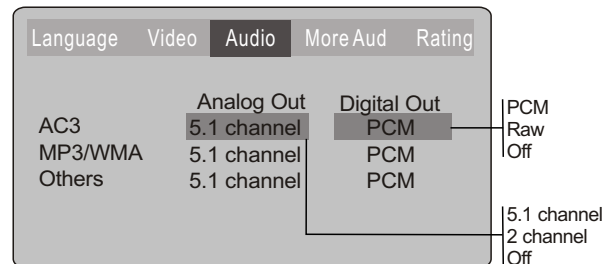 Language Video Audio More Aud Rating
Analog Out Digital Out
AC3 5.1 channel PCM
MP3/WMA 5.1 channel PCM
Others 5.1 channel PCM
PCM
Raw
Off
5.1 channel
2 channel
Off